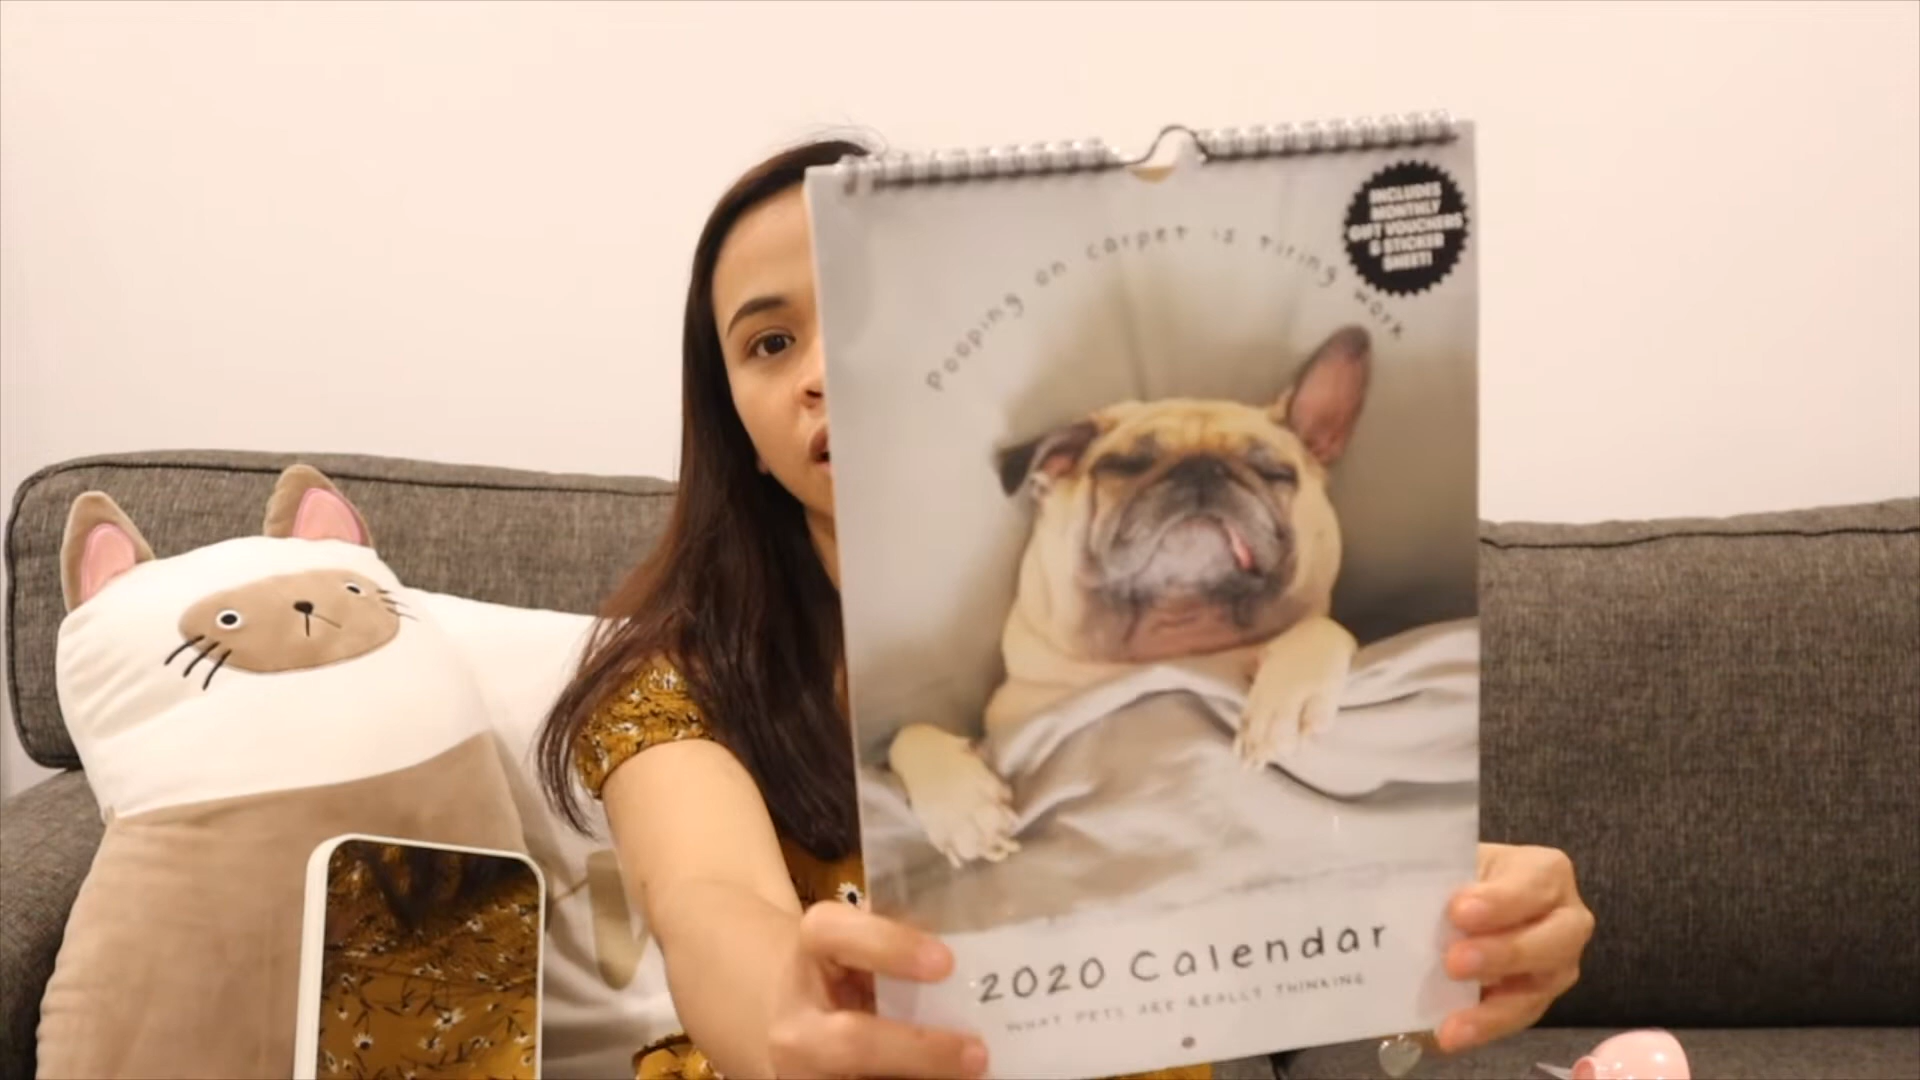 INCLUDES
MONTHLY
GIFT VOUCHERS
& STICKER
SHEET!
Pooping on carpet is tiring work
2020 Calendar
WHAT PETS ARE REALLY THINKING